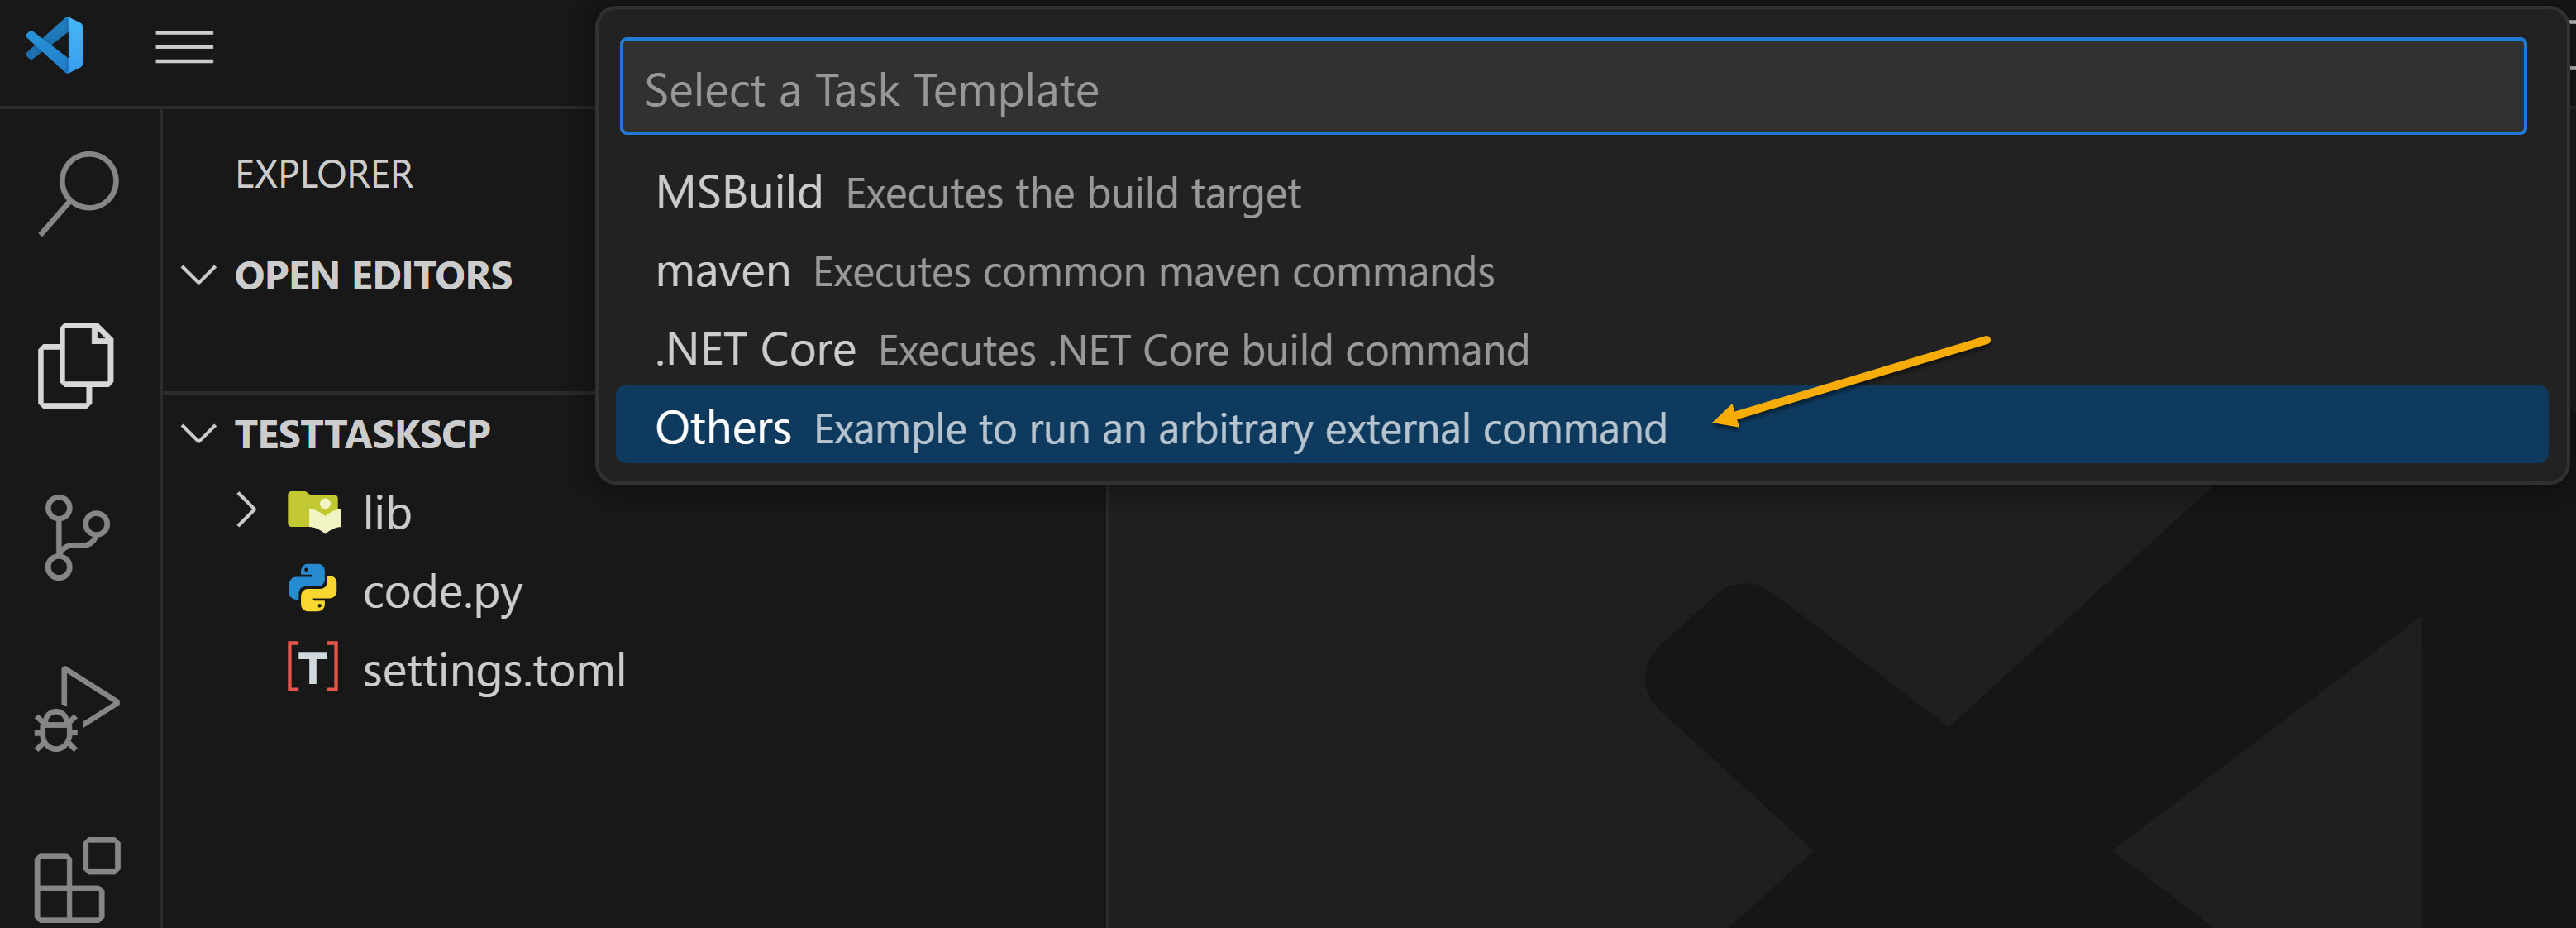 Select a Task Template
MSBuild Executes the build target
maven Executes common maven commands
.NET Core Executes .NET Core build command
Others Example to run an arbitrary external command
EXPLORER
OPEN EDITORS
TESTTASKSCP
lib
code.py
settings.toml